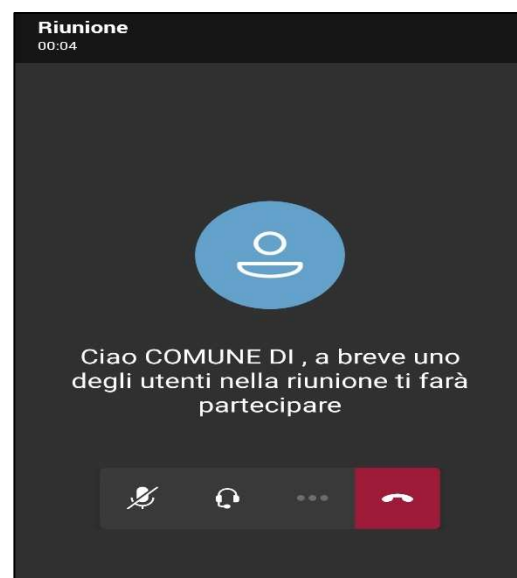 Riunione
00:04
Ciao COMUNE DI , a breve uno
degli utenti nella riunione ti farà
partecipare